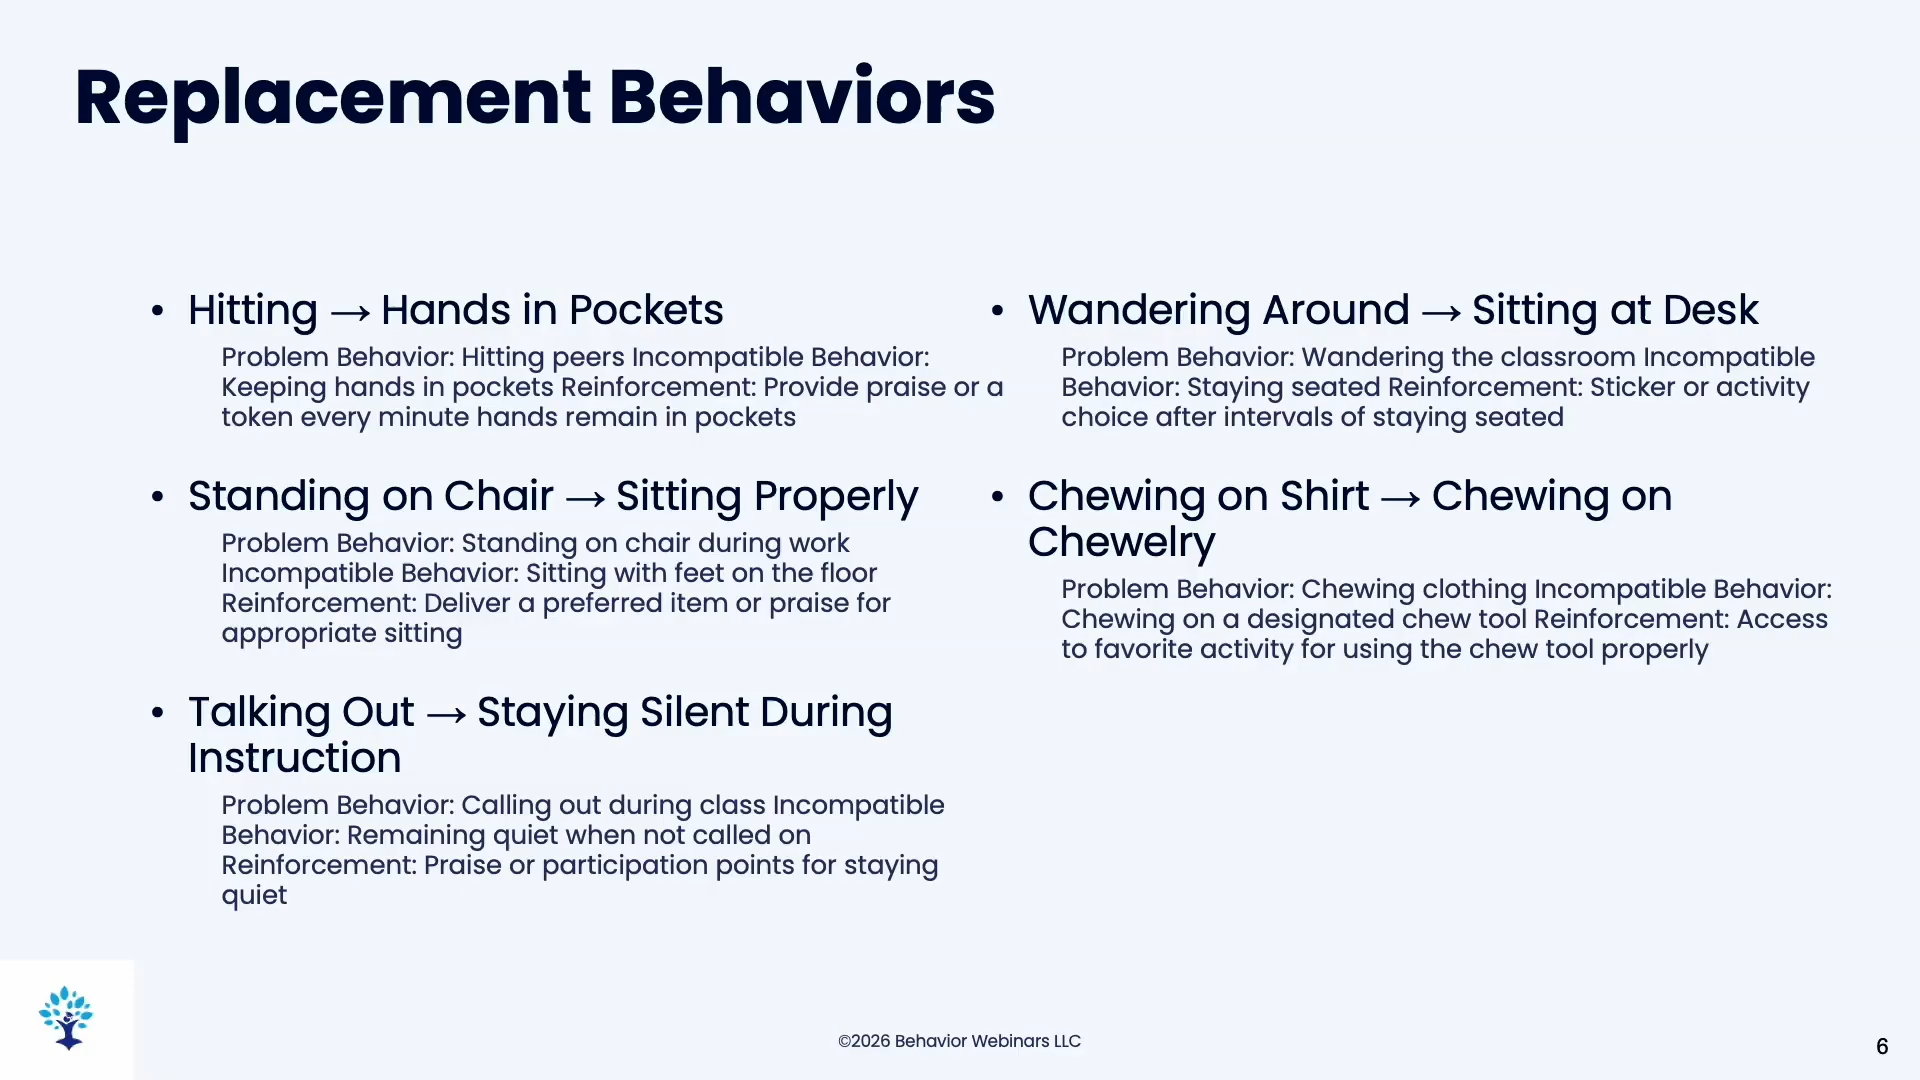 Replacement Behaviors
• Hitting → Hands in Pockets
Problem Behavior: Hitting peers Incompatible Behavior:
Keeping hands in pockets Reinforcement: Provide praise or a
token every minute hands remain in pockets
• Standing on Chair → Sitting Properly
Problem Behavior: Standing on chair during work
Incompatible Behavior: Sitting with feet on the floor
Reinforcement: Deliver a preferred item or praise for
appropriate sitting
• Talking Out → Staying Silent During
Instruction
Problem Behavior: Calling out during class Incompatible
Behavior: Remaining quiet when not called on
Reinforcement: Praise or participation points for staying
quiet
• Wandering Around → Sitting at Desk
Problem Behavior: Wandering the classroom Incompatible
Behavior: Staying seated Reinforcement: Sticker or activity
choice after intervals of staying seated
• Chewing on Shirt → Chewing on
Chewelry
Problem Behavior: Chewing clothing Incompatible Behavior:
Chewing on a designated chew tool Reinforcement: Access
to favorite activity for using the chew tool properly
©2026 Behavior Webinars LLC
6